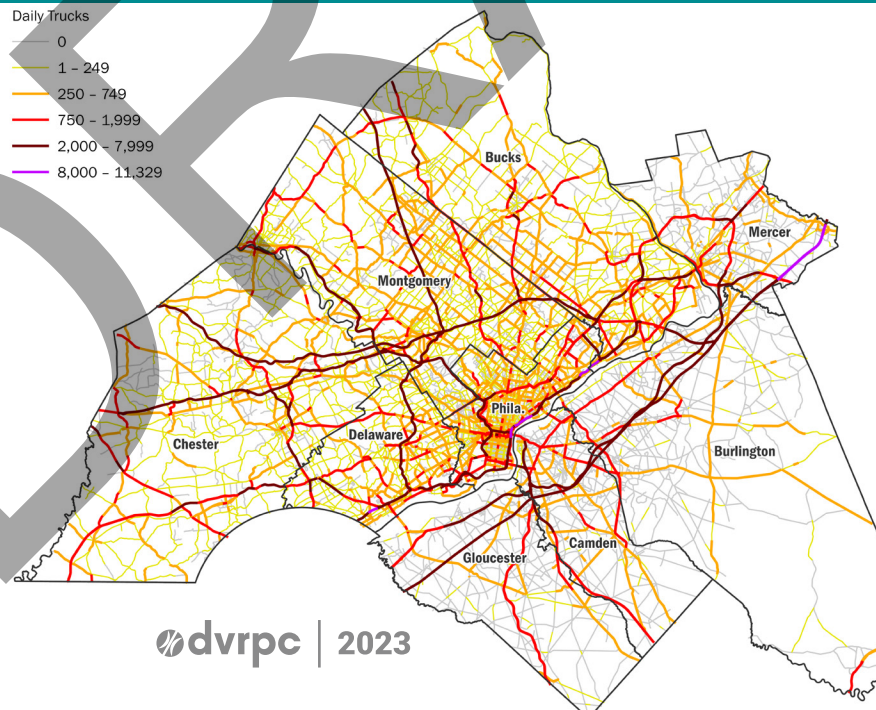 Daily Trucks
0
1 – 249
250 – 749
750 – 1,999
2,000 – 7,999
8,000 – 11,329
Bucks
Mercer
Montgomery
Phila.
Chester
Delaware
Burlington
Camden
Gloucester
dvrpc | 2023